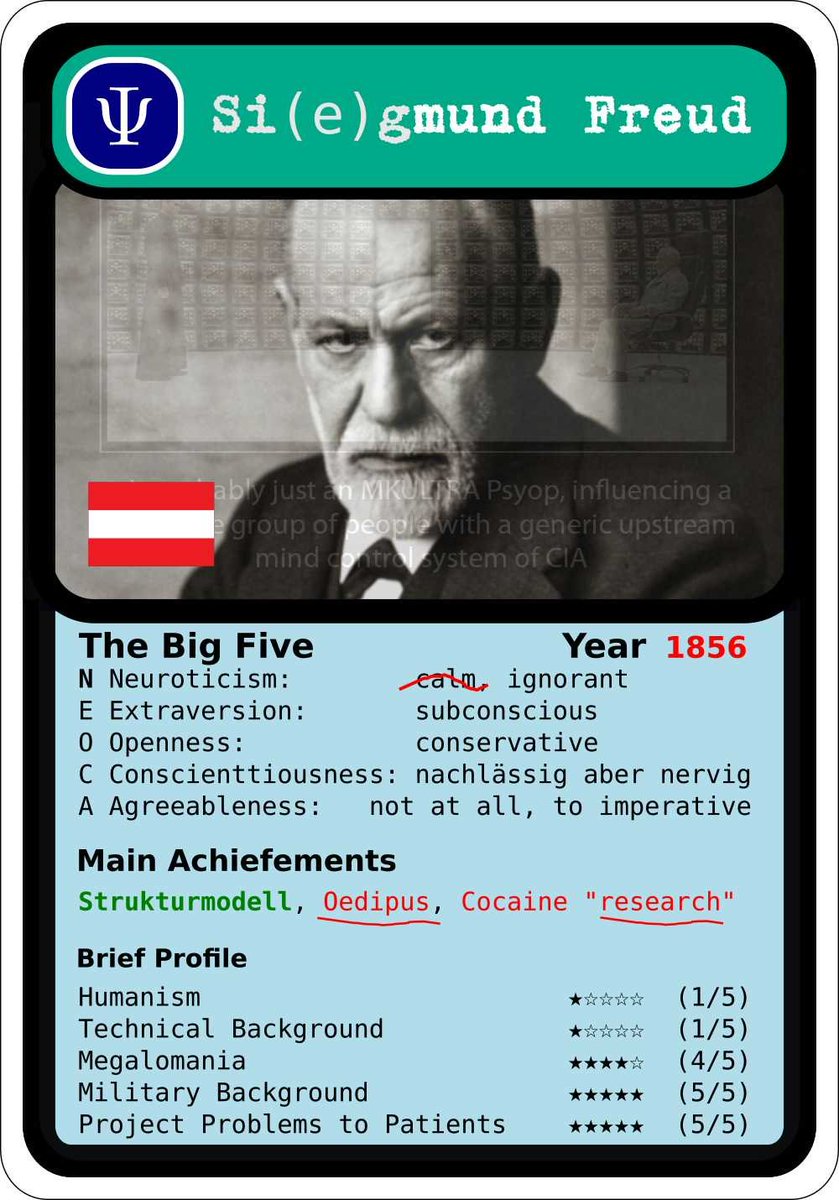 Ψ Si(e)gmund Freud
ably just an MKULTRA Psyop, influencing a
e group of people with a generic upstream
mind control system of CIA
The Big Five Year 1856
N Neuroticism: calm, ignorant
E Extraversion: subconscious
O Openness: conservative
C Conscienttiousness: nachlässig aber nervig
A Agreeableness: not at all, to imperative
Main Achiefements
Strukturmodell, Oedipus, Cocaine "research"
Brief Profile
Humanism ★☆☆☆☆ (1/5)
Technical Background ★☆☆☆☆ (1/5)
Megalomania ★★★★☆ (4/5)
Military Background ★★★★★ (5/5)
Project Problems to Patients ★★★★★ (5/5)